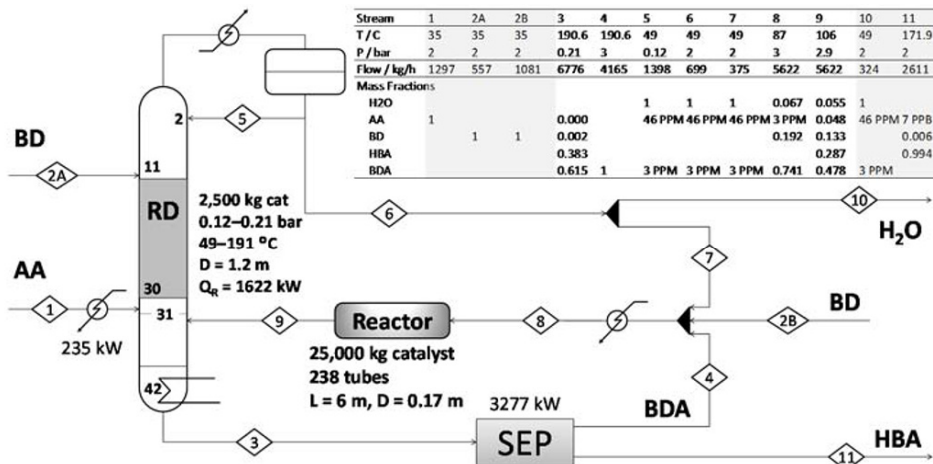 Stream 1 2A 2B 3 4 5 6 7 8 9 10 11
T / C 35 35 35 190.6 190.6 49 49 49 87 106 49 171.9
P / bar 2 2 2 0.21 3 0.12 2 2 3 2.9 2 2
Flow / kg/h 1297 557 1081 6776 4165 1398 699 375 5622 5622 324 2611
Mass Fractions
H2O 1 1 1 0.067 0.055 1
AA 1 0.000 46 PPM 46 PPM 46 PPM 3 PPM 0.048 46 PPM 7 PPB
BD 1 1 0.002 0.192 0.133 0.006
HBA 0.383 0.287 0.994
BDA 0.615 1 3 PPM 3 PPM 3 PPM 0.741 0.478 3 PPM
2
5
BD
2A
11
RD
2,500 kg cat
0.12–0.21 bar
49–191 °C
D = 1.2 m
QR = 1622 kW
6
10
H2O
7
AA
1
30
31
235 kW
9
Reactor
8
2B
BD
25,000 kg catalyst
238 tubes
L = 6 m, D = 0.17 m
4
42
BDA
3277 kW
3
SEP
11
HBA